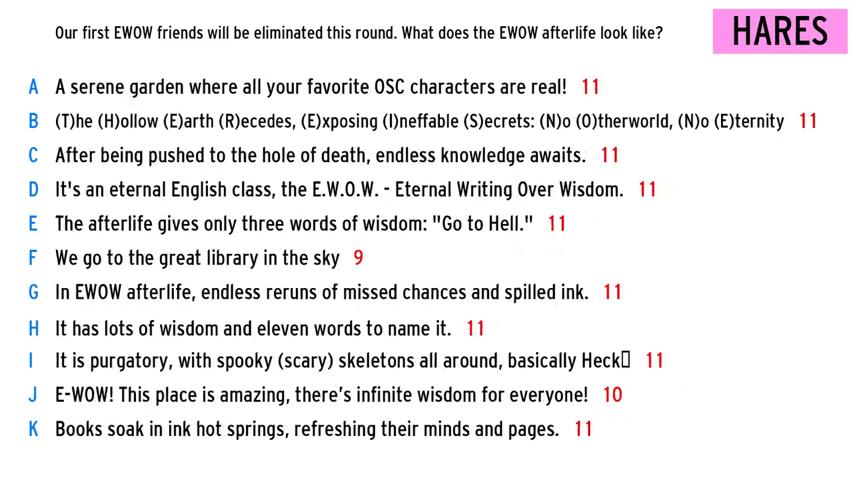 Our first EWOW friends will be eliminated this round. What does the EWOW afterlife look like?
HARES
A A serene garden where all your favorite OSC characters are real! 11
B (T)he (H)ollow (E)arth (R)ecedes, (E)xposing (I)neffable (S)ecrets: (N)o (O)therworld, (N)o (E)ternity 11
C After being pushed to the hole of death, endless knowledge awaits. 11
D It's an eternal English class, the E.W.O.W. - Eternal Writing Over Wisdom. 11
E The afterlife gives only three words of wisdom: "Go to Hell." 11
F We go to the great library in the sky 9
G In EWOW afterlife, endless reruns of missed chances and spilled ink. 11
H It has lots of wisdom and eleven words to name it. 11
I It is purgatory, with spooky (scary) skeletons all around, basically Heck▯ 11
J E-WOW! This place is amazing, there’s infinite wisdom for everyone! 10
K Books soak in ink hot springs, refreshing their minds and pages. 11